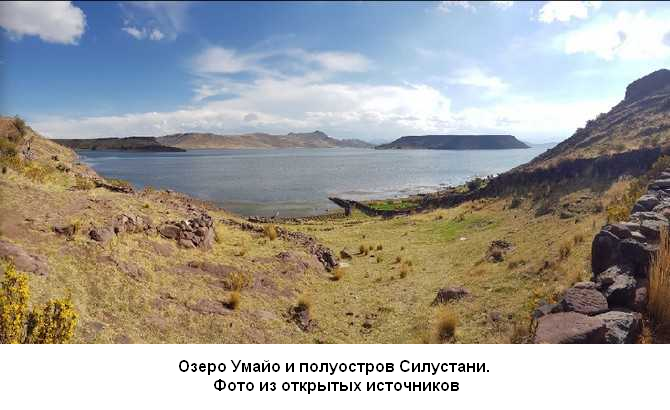 Озеро Умайо и полуостров Силустани.
Фото из открытых источников